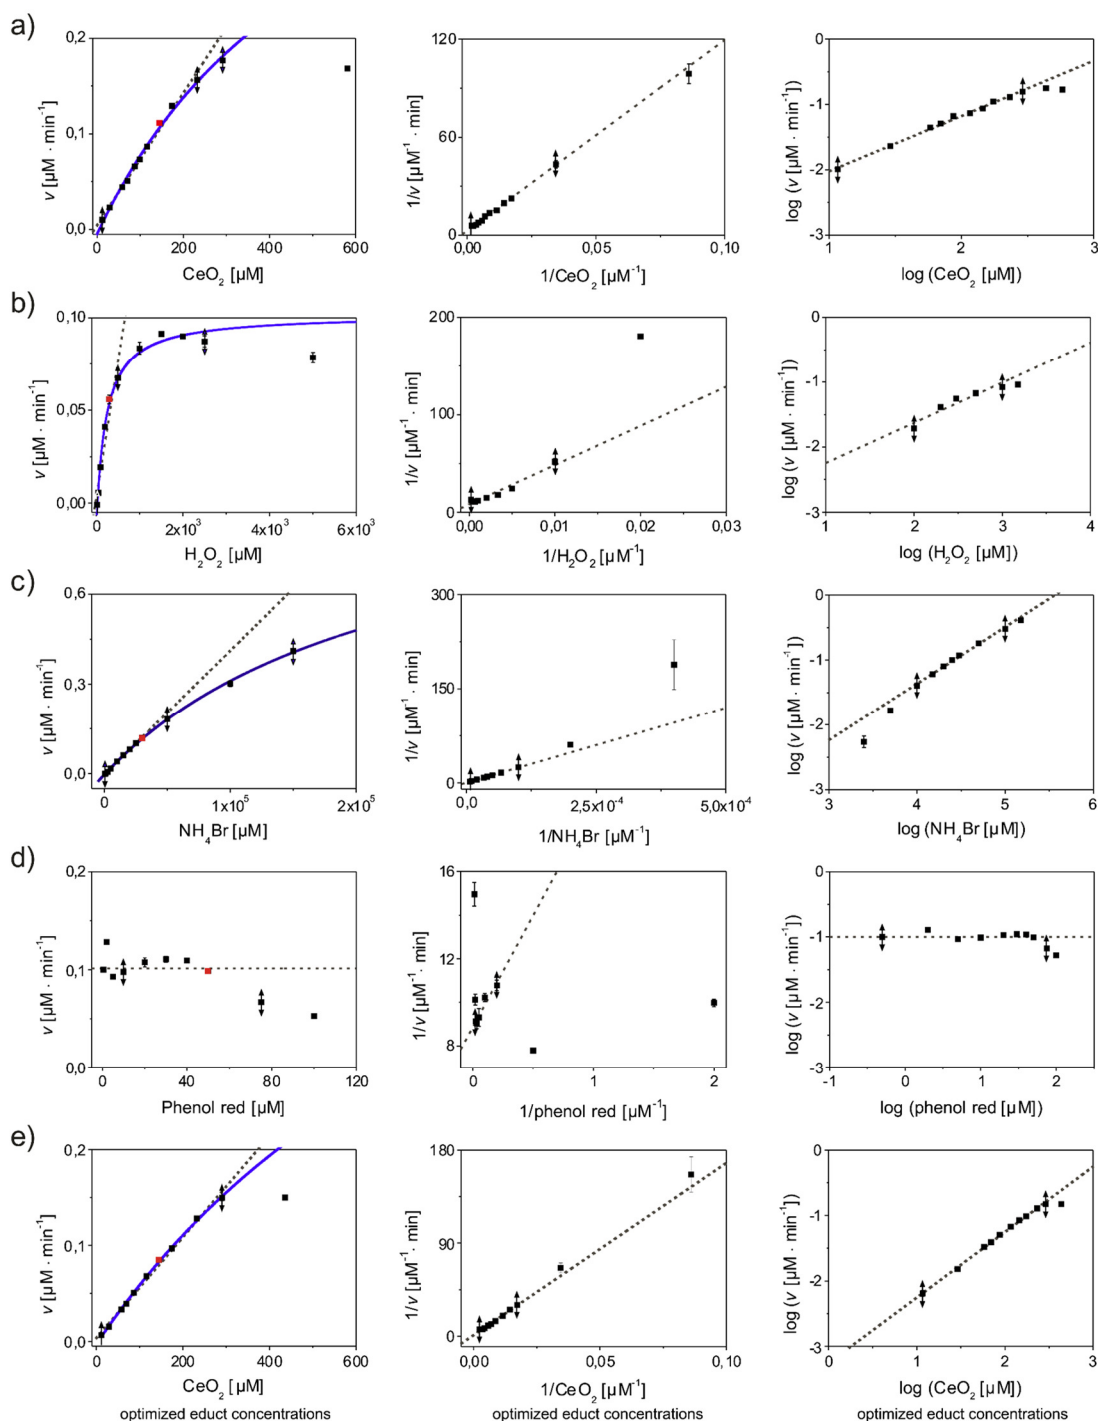 a)
0,2
0,1
0,0
v [µM · min⁻¹]
0 200 400 600
CeO₂ [µM]
120
60
0
1/v [µM⁻¹ · min]
0,00 0,05 0,10
1/CeO₂ [µM⁻¹]
0
-1
-2
-3
log (v [µM · min⁻¹])
1 2 3
log (CeO₂ [µM])
b)
0,10
0,05
0,00
v [µM · min⁻¹]
0 2x10³ 4x10³ 6x10³
H₂O₂ [µM]
200
100
0
1/v [µM⁻¹ · min]
0,00 0,01 0,02 0,03
1/H₂O₂ [µM⁻¹]
0
-1
-2
-3
log (v [µM · min⁻¹])
1 2 3 4
log (H₂O₂ [µM])
c)
0,6
0,3
0,0
v [µM · min⁻¹]
0 1x10⁵ 2x10⁵
NH₄Br [µM]
300
150
0
1/v [µM⁻¹ · min]
0,00 2,5x10⁻⁴ 5,0x10⁻⁴
1/NH₄Br [µM⁻¹]
0
-1
-2
-3
log (v [µM · min⁻¹])
3 4 5 6
log (NH₄Br [µM])
d)
0,2
0,1
0,0
v [µM · min⁻¹]
0 40 80 120
Phenol red [µM]
16
12
8
1/v [µM⁻¹ · min]
0 1 2
1/phenol red [µM⁻¹]
0
-1
-2
-3
log (v [µM · min⁻¹])
-1 0 1 2
log (phenol red [µM])
e)
0,2
0,1
0,0
v [µM · min⁻¹]
0 200 400 600
CeO₂ [µM]
optimized educt concentrations
180
90
0
1/v [µM⁻¹ · min]
0,00 0,05 0,10
1/CeO₂ [µM⁻¹]
optimized educt concentrations
0
-1
-2
-3
log (v [µM · min⁻¹])
0 1 2 3
log (CeO₂ [µM])
optimized educt concentrations